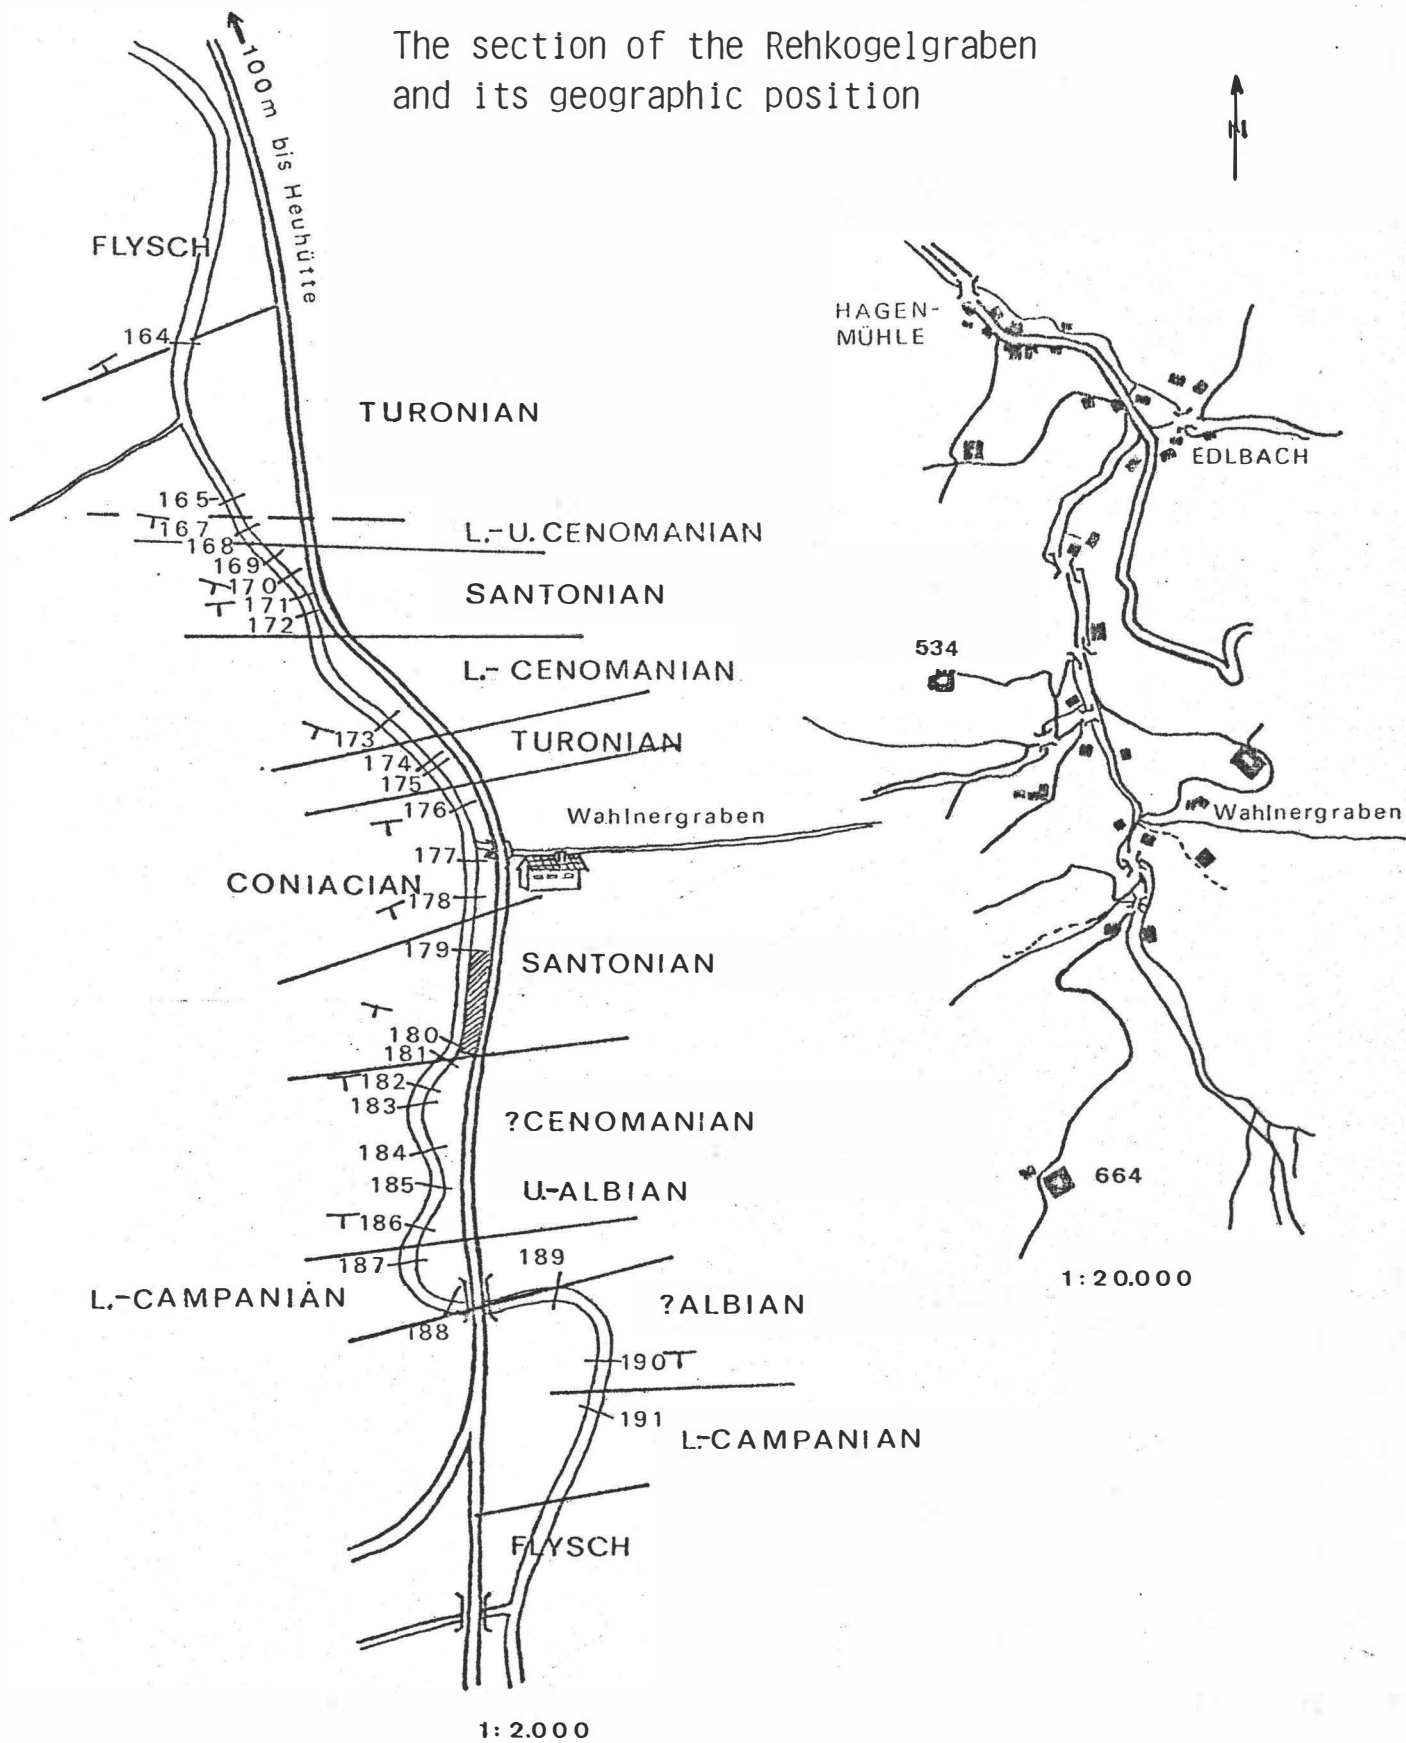 The section of the Rehkogelgraben
and its geographic position
100m bis Heuhütte
N
FLYSCH
164
TURONIAN
165
167
168
169
170
171
172
L.-U. CENOMANIAN
SANTONIAN
L.- CENOMANIAN
173
TURONIAN
174
175
176
Wahlnergraben
177
CONIACIAN
178
179
SANTONIAN
180
181
182
183
?CENOMANIAN
184
185
U.-ALBIAN
186
187
189
L.-CAMPANIAN
?ALBIAN
188
190
191
L.-CAMPANIAN
FLYSCH
1: 2.000
HAGEN-
MÜHLE
EDLBACH
534
Wahlnergraben
664
1:20.000